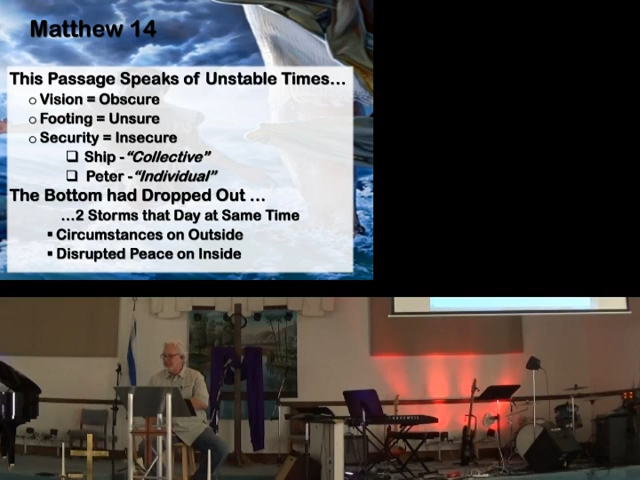 Matthew 14
This Passage Speaks of Unstable Times…
o Vision = Obscure
o Footing = Unsure
o Security = Insecure
❑ Ship -“Collective”
❑ Peter -“Individual”
The Bottom had Dropped Out …
…2 Storms that Day at Same Time
▪ Circumstances on Outside
▪ Disrupted Peace on Inside